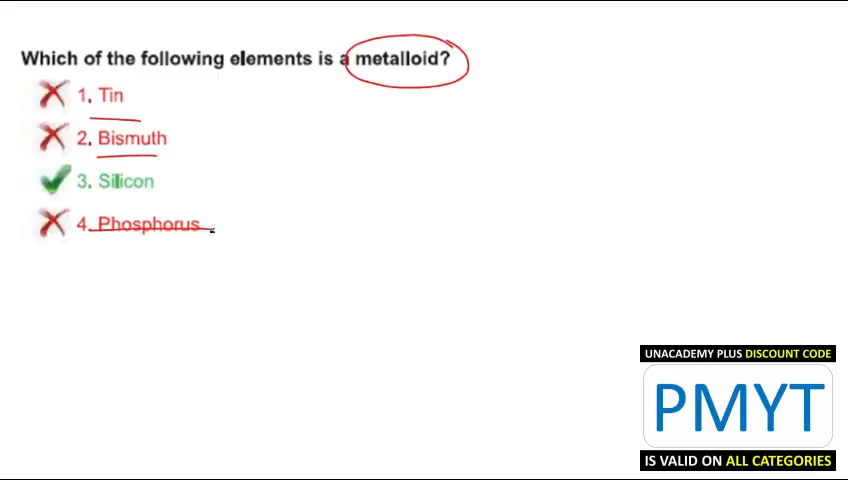 Which of the following elements is a metalloid?
1. Tin
2. Bismuth
3. Silicon
4. Phosphorus
UNACADEMY PLUS DISCOUNT CODE
PMYT
IS VALID ON ALL CATEGORIES